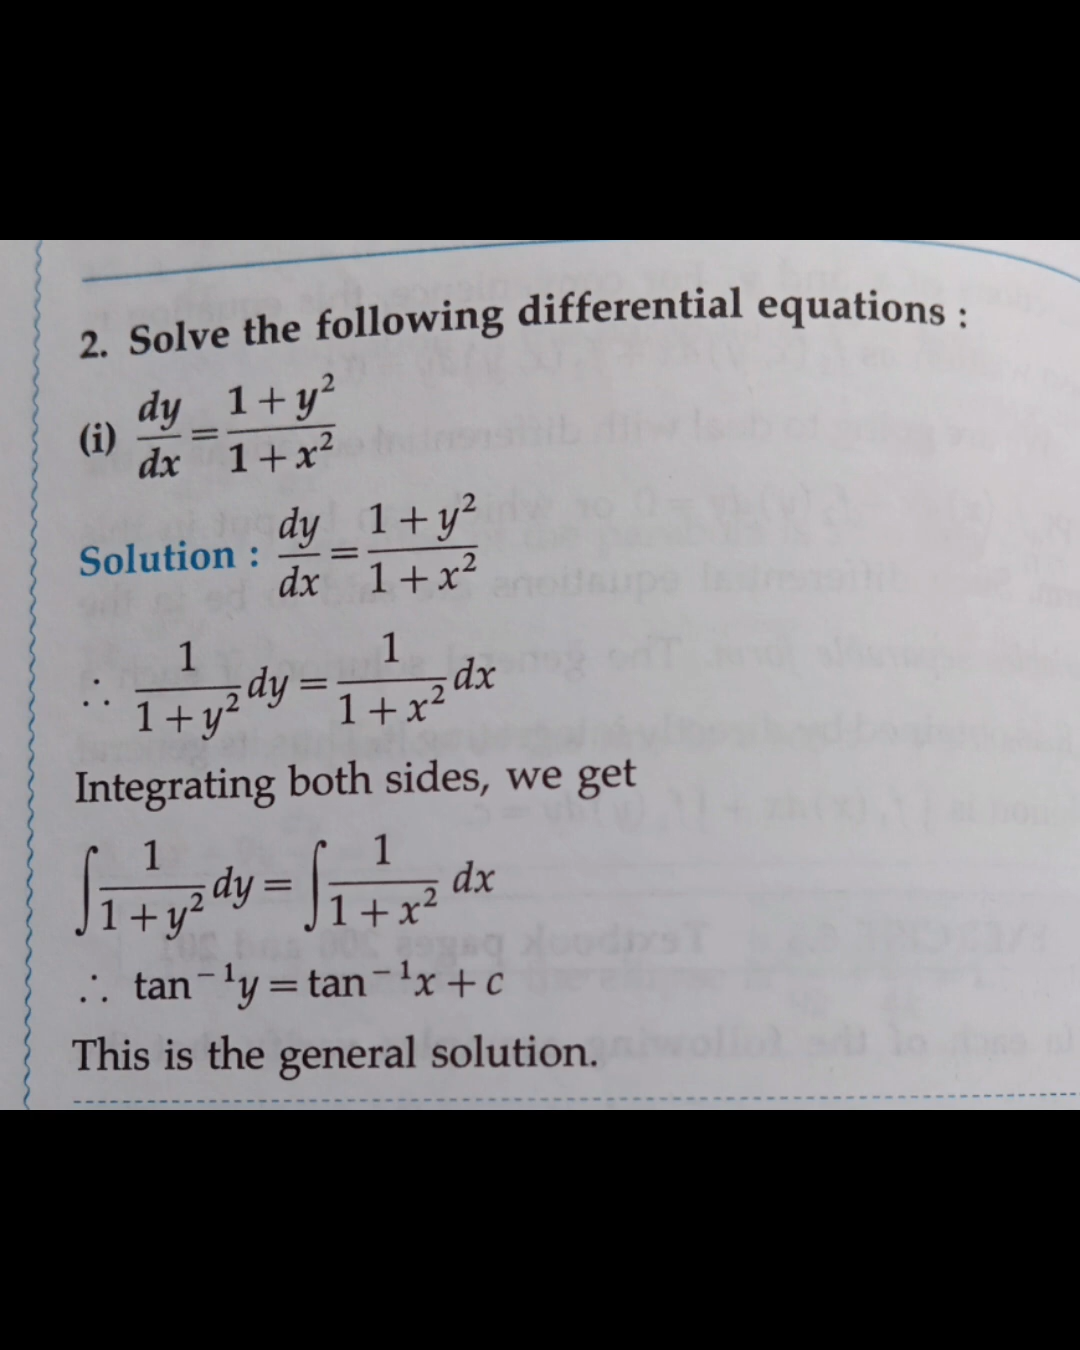 2. Solve the following differential equations :
(i) dy/dx = 1 + y²/1 + x²
Solution : dy/dx = 1 + y²/1 + x²
∴ 1/1 + y² dy = 1/1 + x² dx
Integrating both sides, we get
∫ 1/1 + y² dy = ∫ 1/1 + x² dx
∴ tan⁻¹y = tan⁻¹x + c
This is the general solution.